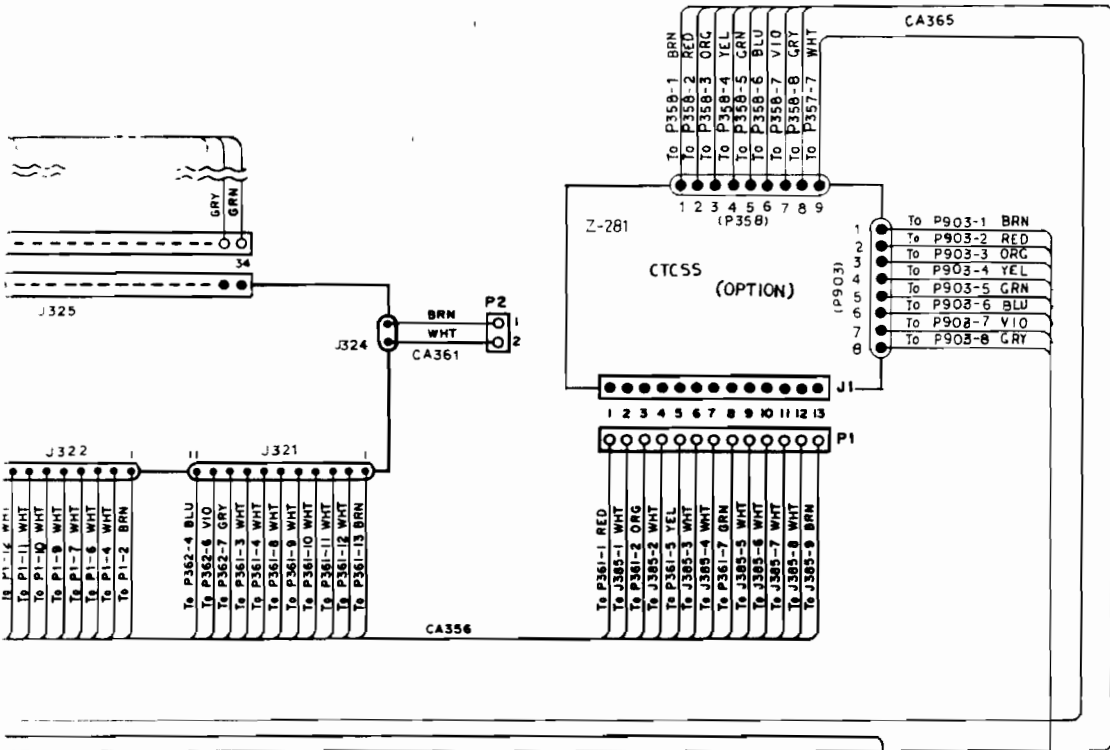 CA365
To P358-1 BRN
To P358-2 RED
To P358-3 ORG
To P358-4 YEL
To P358-5 GRN
To P358-6 BLU
To P358-7 VIO
To P358-8 GRY
To P357-7 WHT
1 2 3 4 5 6 7 8 9
(P358)
Z-281
CTCSS
(OPTION)
(P903)
1 To P903-1 BRN
2 To P903-2 RED
3 To P903-3 ORG
4 To P903-4 YEL
5 To P903-5 GRN
6 To P903-6 BLU
7 To P903-7 VIO
8 To P903-8 GRY
GRY
GRN
34
J325
J324
BRN
WHT
CA361
P2
1
2
J1
1 2 3 4 5 6 7 8 9 10 11 12 13
P1
J322
1
11
J321
1
To P1-12 WHT
To P1-11 WHT
To P1-10 WHT
To P1-9 WHT
To P1-7 WHT
To P1-6 WHT
To P1-4 WHT
To P1-2 BRN
To P362-4 BLU
To P362-6 VIO
To P362-7 GRY
To P361-3 WHT
To P361-4 WHT
To P361-8 WHT
To P361-9 WHT
To P361-10 WHT
To P361-11 WHT
To P361-12 WHT
To P361-13 BRN
To P361-1 RED
To J385-1 WHT
To P361-2 ORG
To J385-2 WHT
To P361-5 YEL
To J385-3 WHT
To J385-4 WHT
To P361-7 BRN
To J385-5 WHT
To J385-6 WHT
To J385-7 WHT
To J385-8 WHT
To J385-9 BRN
CA356